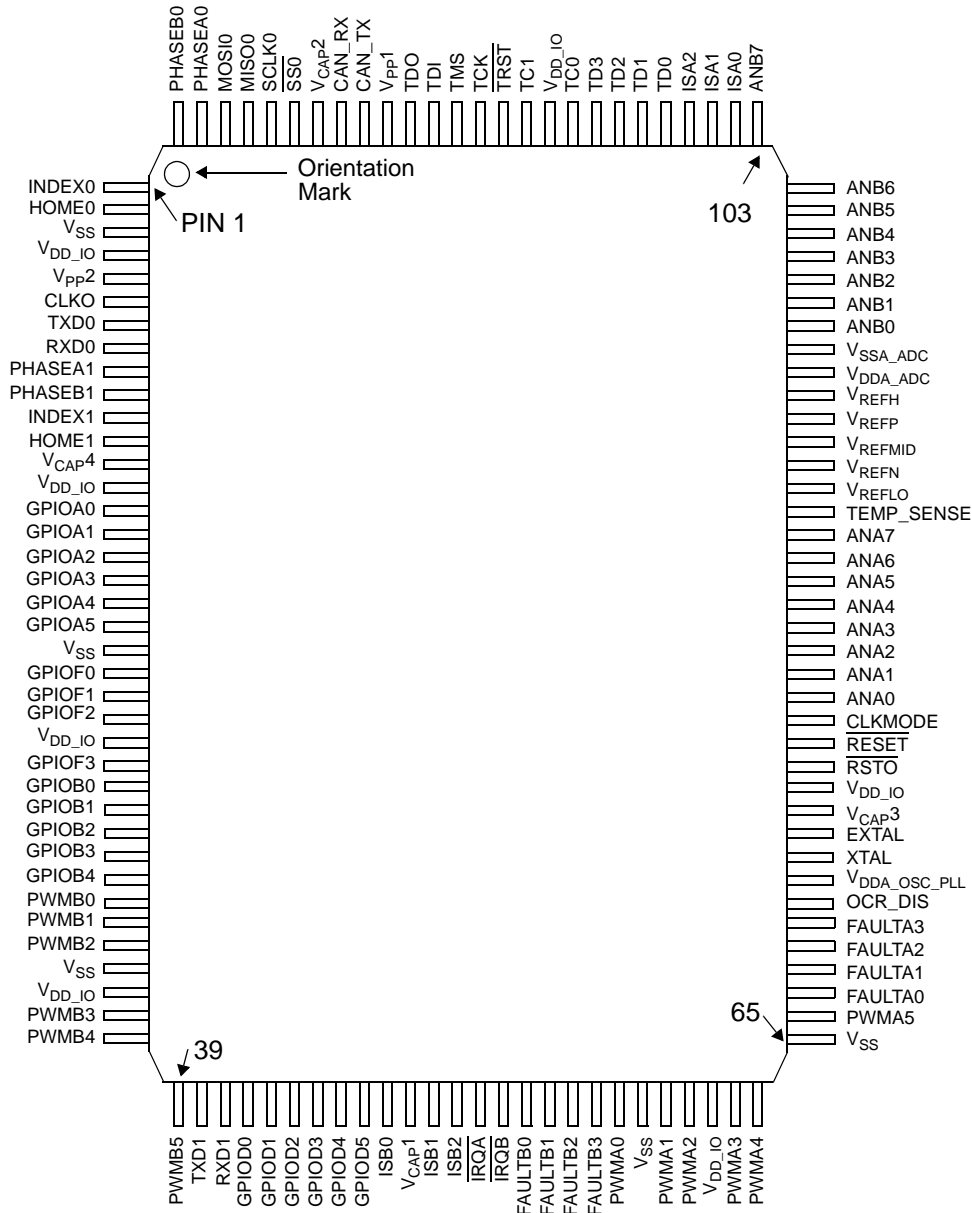 PHASEB0
PHASEA0
MOSI0
MISO0
SCLK0
SS0
VCAP2
CAN_RX
CAN_TX
VPP1
TDO
TDI
TMS
TCK
TRST
TC1
VDD_IO
TC0
TD3
TD2
TD1
TD0
ISA2
ISA1
ISA0
ANB7
Orientation
Mark
PIN 1
103
INDEX0
HOME0
VSS
VDD_IO
VPP2
CLKO
TXD0
RXD0
PHASEA1
PHASEB1
INDEX1
HOME1
VCAP4
VDD_IO
GPIOA0
GPIOA1
GPIOA2
GPIOA3
GPIOA4
GPIOA5
VSS
GPIOF0
GPIOF1
GPIOF2
VDD_IO
GPIOF3
GPIOB0
GPIOB1
GPIOB2
GPIOB3
GPIOB4
PWMB0
PWMB1
PWMB2
VSS
VDD_IO
PWMB3
PWMB4
ANB6
ANB5
ANB4
ANB3
ANB2
ANB1
ANB0
VSSA_ADC
VDDA_ADC
VREFH
VREFP
VREFMID
VREFN
VREFLO
TEMP_SENSE
ANA7
ANA6
ANA5
ANA4
ANA3
ANA2
ANA1
ANA0
CLKMODE
RESET
RSTO
VDD_IO
VCAP3
EXTAL
XTAL
VDDA_OSC_PLL
OCR_DIS
FAULTA3
FAULTA2
FAULTA1
FAULTA0
PWMA5
VSS
39
65
PWMB5
TXD1
RXD1
GPIOD0
GPIOD1
GPIOD2
GPIOD3
GPIOD4
GPIOD5
ISB0
VCAP1
ISB1
ISB2
IRQA
IRQB
FAULTB0
FAULTB1
FAULTB2
FAULTB3
PWMA0
VSS
PWMA1
PWMA2
VDD_IO
PWMA3
PWMA4